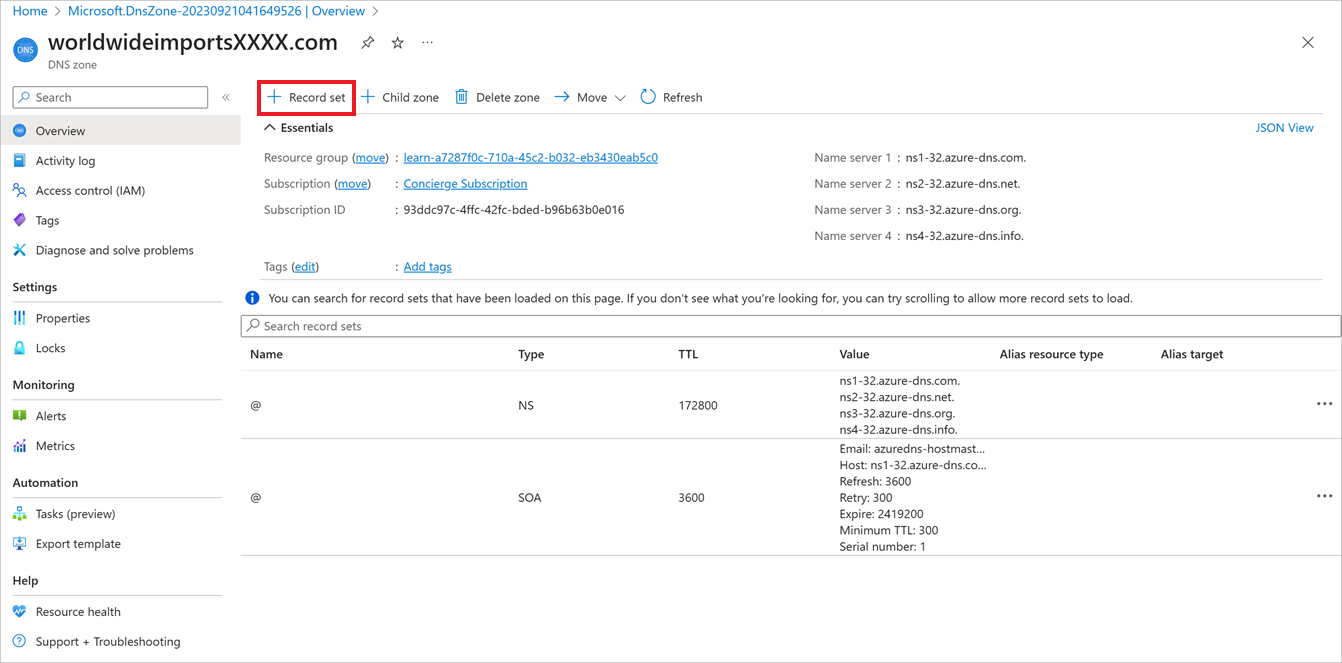 Home > Microsoft.DnsZone-20230921041649526 | Overview >
DNS
worldwideimportsXXXX.com
DNS zone
Search
«
Overview
Activity log
Access control (IAM)
Tags
Diagnose and solve problems
Settings
Properties
Locks
Monitoring
Alerts
Metrics
Automation
Tasks (preview)
Export template
Help
Resource health
Support + Troubleshooting
Record set Child zone Delete zone Move Refresh
Essentials JSON View
Resource group (move) : learn-a7287f0c-710a-45c2-b032-eb3430eab5c0 Name server 1 : ns1-32.azure-dns.com.
Subscription (move) : Concierge Subscription Name server 2 : ns2-32.azure-dns.net.
Subscription ID : 93ddc97c-4ffc-42fc-bded-b96b63b0e016 Name server 3 : ns3-32.azure-dns.org.
Name server 4 : ns4-32.azure-dns.info.
Tags (edit) : Add tags
You can search for record sets that have been loaded on this page. If you don't see what you're looking for, you can try scrolling to allow more record sets to load.
Search record sets
Name Type TTL Value Alias resource type Alias target
@ NS 172800
ns1-32.azure-dns.com.
ns2-32.azure-dns.net.
ns3-32.azure-dns.org.
ns4-32.azure-dns.info.
@ SOA 3600
Email: azuredns-hostmast...
Host: ns1-32.azure-dns.co...
Refresh: 3600
Retry: 300
Expire: 2419200
Minimum TTL: 300
Serial number: 1